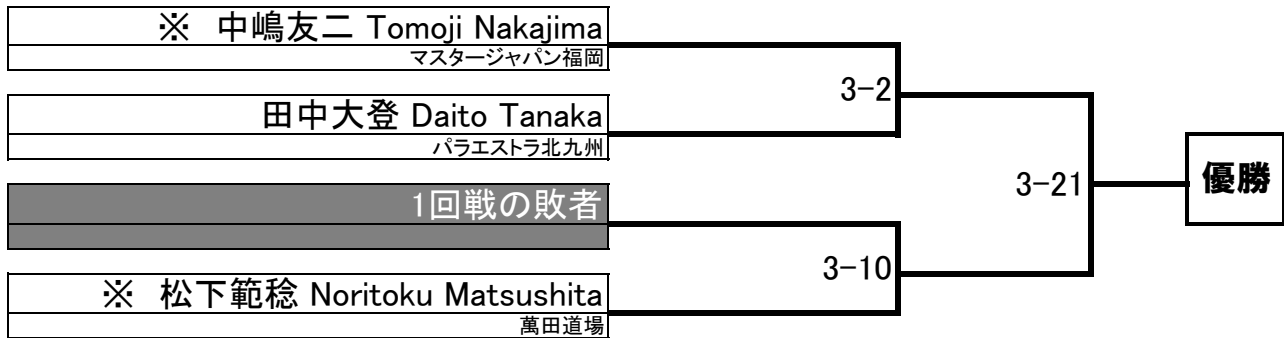 ※ 中嶋友二 Tomoji Nakajima
マスタージャパン福岡
3-2
田中大登 Daito Tanaka
パラエストラ北九州
3-21
優勝
1回戦の敗者
3-10
※ 松下範稔 Noritoku Matsushita
萬田道場